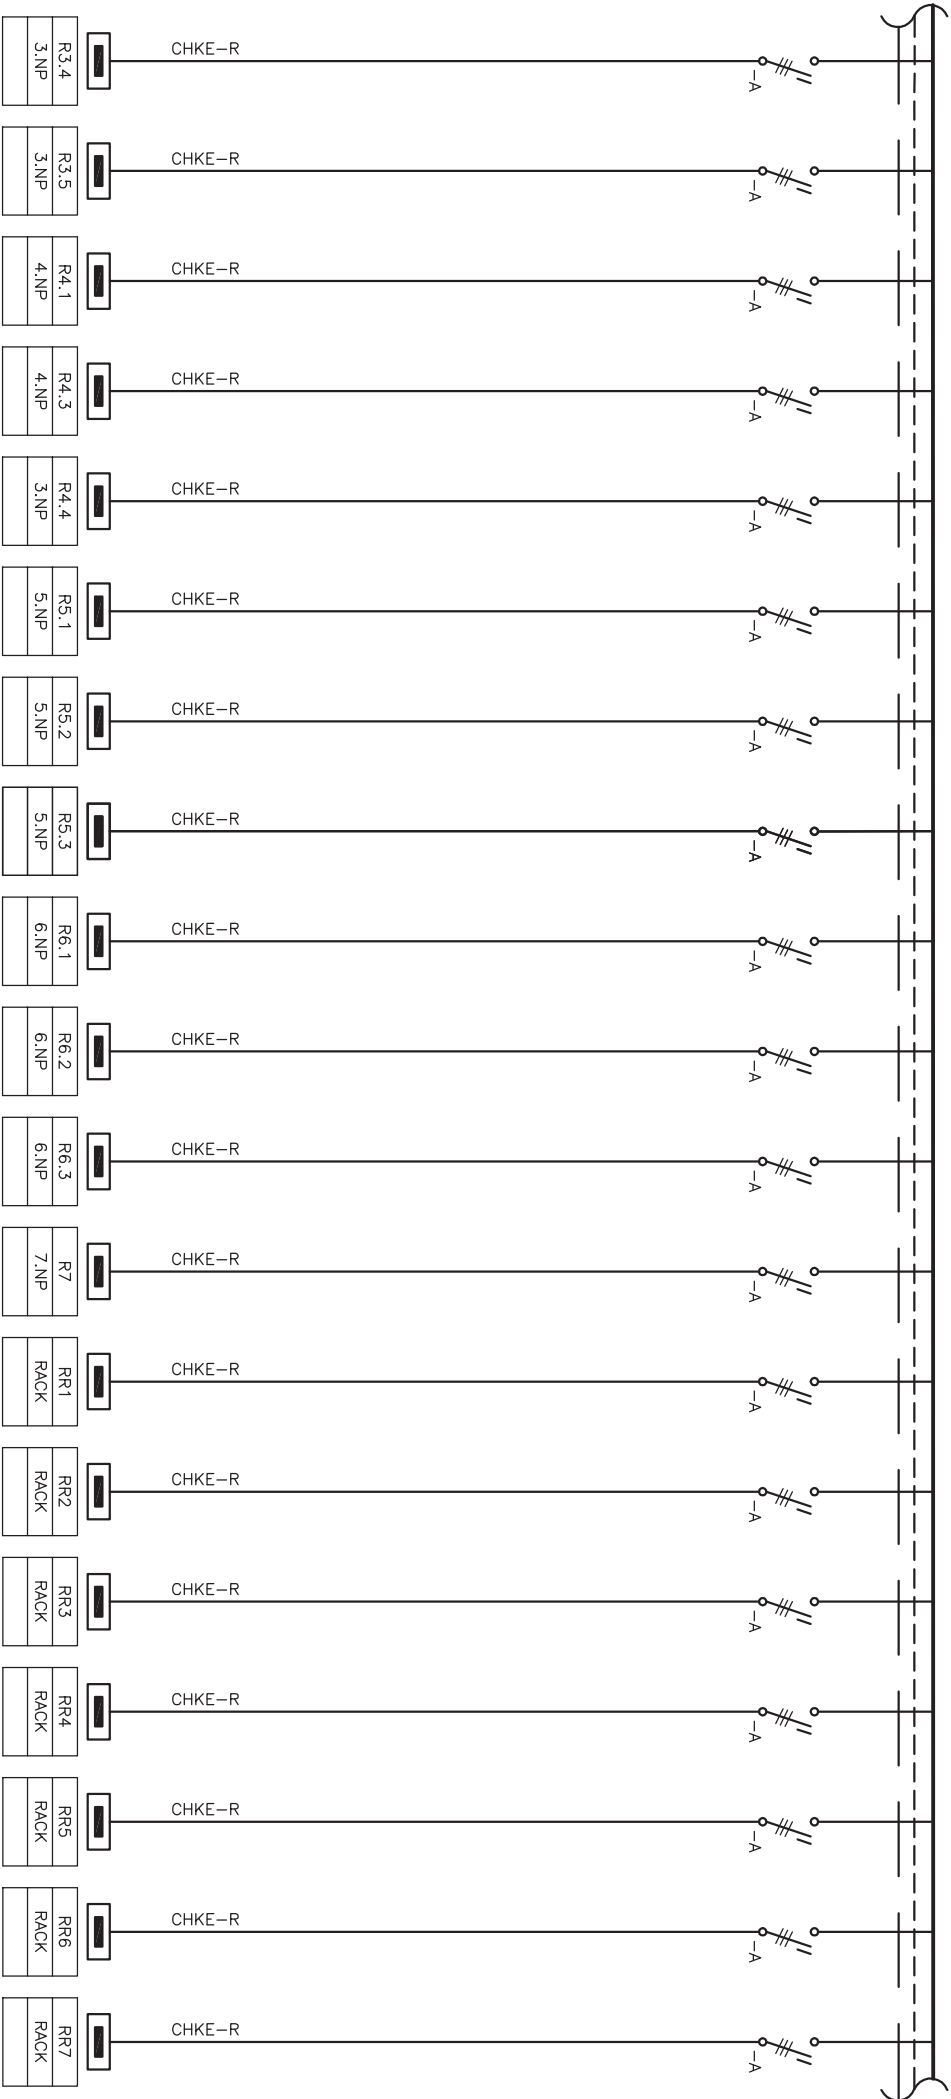 CHKE-R
-A
R3.4
3.NP
CHKE-R
-A
R3.5
3.NP
CHKE-R
-A
R4.1
4.NP
CHKE-R
-A
R4.3
4.NP
CHKE-R
-A
R4.4
3.NP
CHKE-R
-A
R5.1
5.NP
CHKE-R
-A
R5.2
5.NP
CHKE-R
-A
R5.3
5.NP
CHKE-R
-A
R6.1
6.NP
CHKE-R
-A
R6.2
6.NP
CHKE-R
-A
R6.3
6.NP
CHKE-R
-A
R7
7.NP
CHKE-R
-A
RR1
RACK
CHKE-R
-A
RR2
RACK
CHKE-R
-A
RR3
RACK
CHKE-R
-A
RR4
RACK
CHKE-R
-A
RR5
RACK
CHKE-R
-A
RR6
RACK
CHKE-R
-A
RR7
RACK